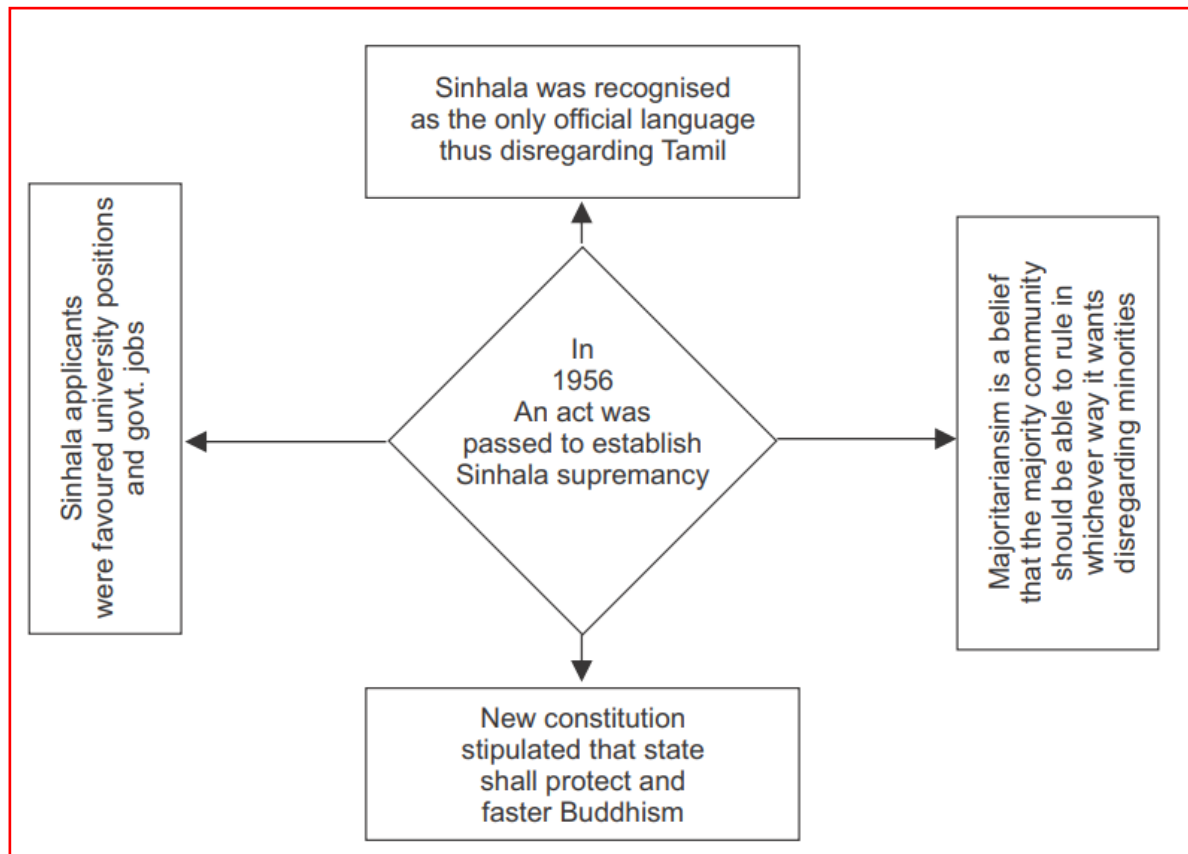 Sinhala was recognised
as the only official language
thus disregarding Tamil
Sinhala applicants
were favoured university positions
and govt. jobs
In
1956
An act was
passed to establish
Sinhala supremancy
Majoritariansim is a belief
that the majority community
should be able to rule in
whichever way it wants
disregarding minorities
New constitution
stipulated that state
shall protect and
faster Buddhism